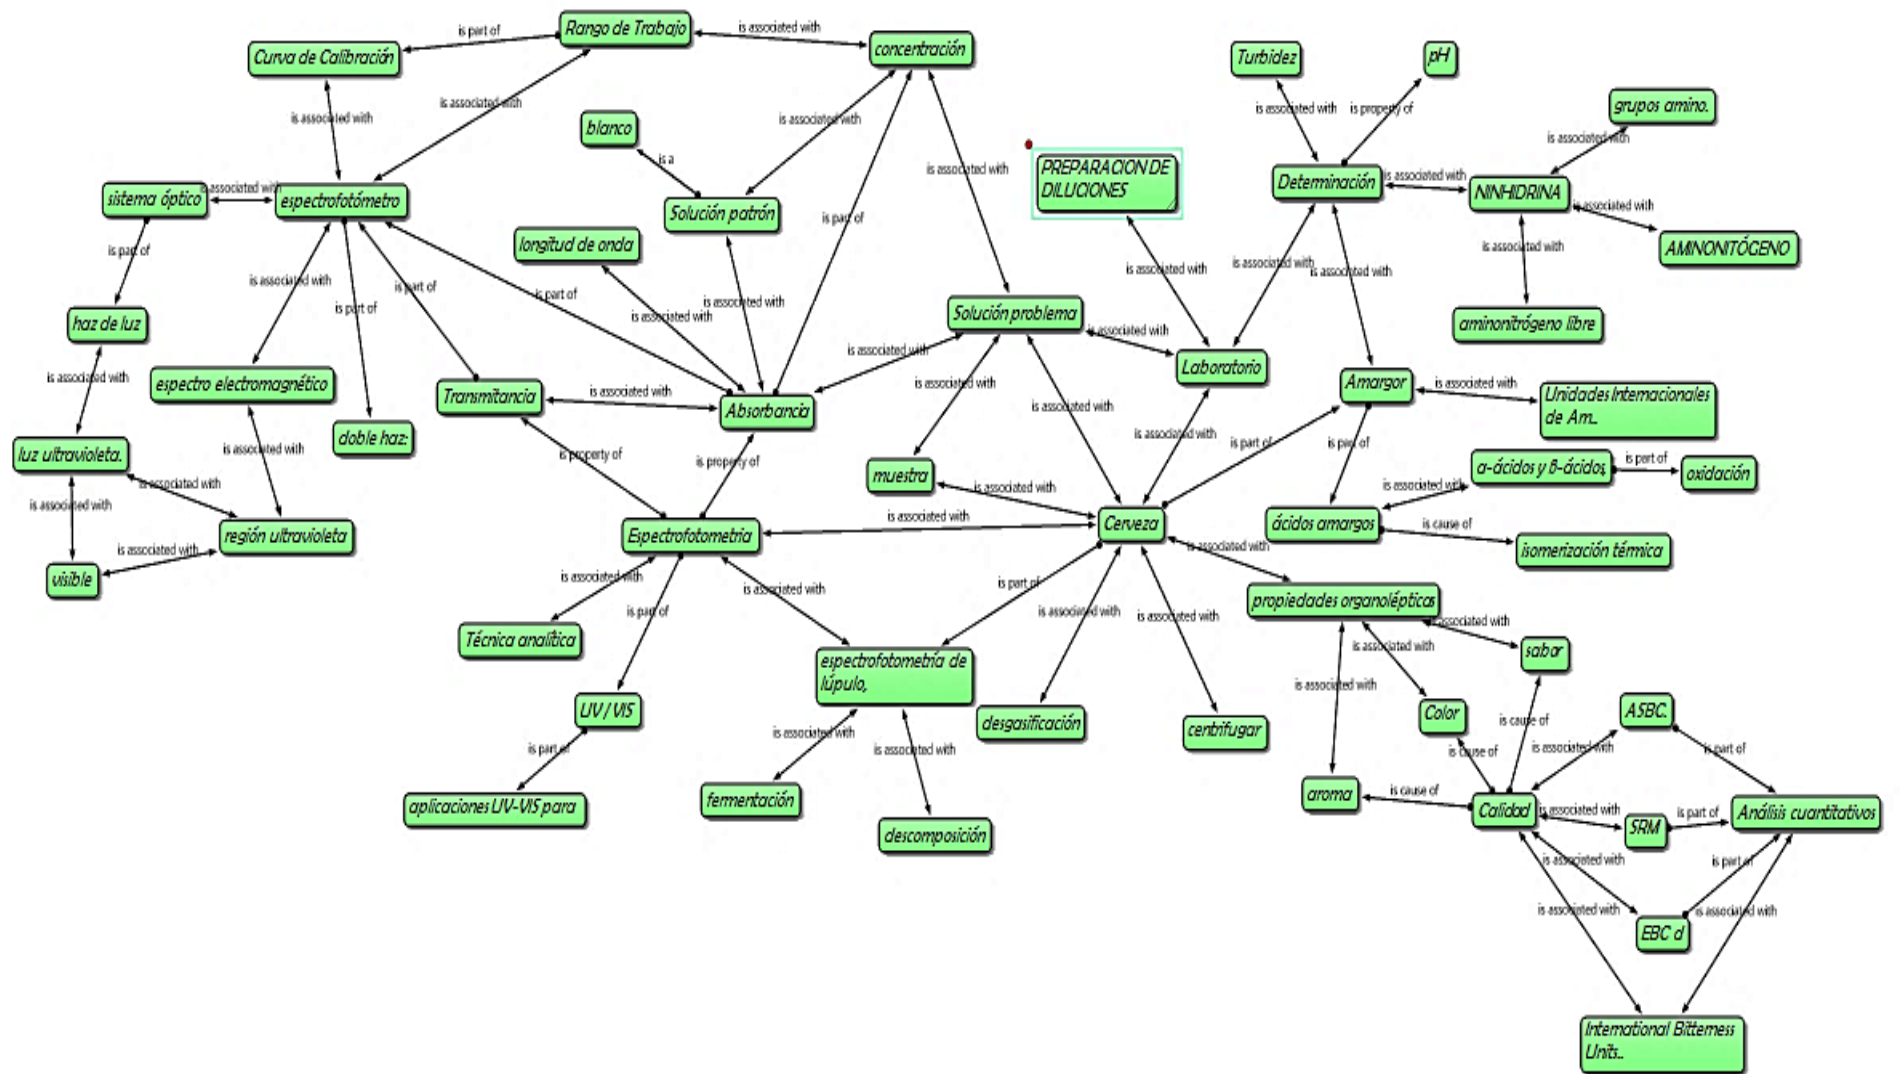 Rango de Trabajo
is part of
is associated with
Curva de Calibración
concentración
Turbidez
pH
is associated with
is associated with
is associated with
is associated with
is property of
grupos amino.
blanco
is associated with
is a
is associated with
PREPARACION DE
DILUCIONES
Determinación
is associated with
NINHIDRINA
sistema óptico
is associated with
espectrofotómetro
Solución patrón
is part of
is associated with
longitud de onda
is associated with
AMINONITÓGENO
is part of
is associated with
is associated with
is associated with
is associated with
is part of
is part of
is part of
is associated with
is associated with
haz de luz
Solución problema
is associated with
aminonitrógeno libre
is associated with
is associated with
Laboratorio
espectro electromagnético
Transmitancia
is associated with
is associated with
is associated with
Amargor
is associated with
Absorbancia
Unidades Internacionales
de Am...
luz ultravioleta.
is associated with
doble haz:
is property of
is property of
is associated with
is part of
is part of
is associated with
muestra
is associated with
α-ácidos y β-ácidos,
is part of
oxidación
is associated with
is associated with
is associated with
Cerveza
ácidos amargos
is cause of
región ultravioleta
Espectrofotometria
is associated with
isomerización térmica
visible
is associated with
is associated with
is part of
is associated with
is part of
is associated with
is associated with
propiedades organolépticas
is associated with
Técnica analítica
is associated with
sabor
espectrofotometría de
lúpulo,
is associated with
UV / VIS
desgasificación
centrifugar
Color
is cause of
ASBC.
is part of
is associated with
is associated with
is cause of
is associated with
is part of
aplicaciones UV-VIS para
fermentación
aroma
is cause of
Calidad
is associated with
SRM
is part of
Análisis cuantitativos
descomposición
is associated with
is part of
is associated with
is associated with
EBC d
International Bitterness
Units...